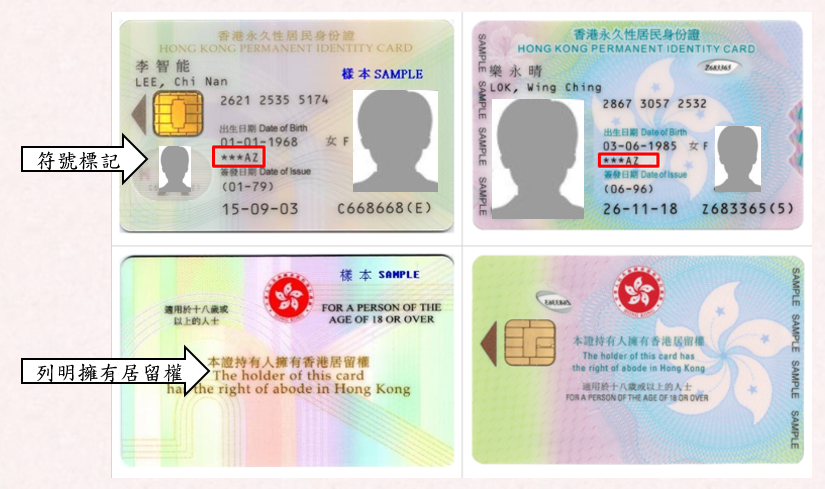 香港永久性居民身份證
HONG KONG PERMANENT IDENTITY CARD
李智能
LEE, Chi Nan
樣本 SAMPLE
2621 2535 5174
出生日期 Date of Birth
01-01-1968 女 F
***AZ
簽發日期 Date of Issue
(01-79)
15-09-03 C668668(E)
符號標記
香港永久性居民身份證
HONG KONG PERMANENT IDENTITY CARD
樂永晴
LOK, Wing Ching
Z683365
2867 3057 2532
出生日期 Date of Birth
03-06-1985 女 F
***AZ
簽發日期 Date of Issue
(06-96)
26-11-18 Z683365(5)
SAMPLE SAMPLE SAMPLE SAMPLE
樣本 SAMPLE
適用於十八歲或
以上的人士
FOR A PERSON OF THE
AGE OF 18 OR OVER
列明擁有居留權
本證持有人擁有香港居留權
The holder of this card
has the right of abode in Hong Kong
本證持有人擁有香港居留權
The holder of this card has
the right of abode in Hong Kong
適用於十八歲或以上的人士
FOR A PERSON OF THE AGE OF 18 OR OVER
SAMPLE SAMPLE SAMPLE SAMPLE